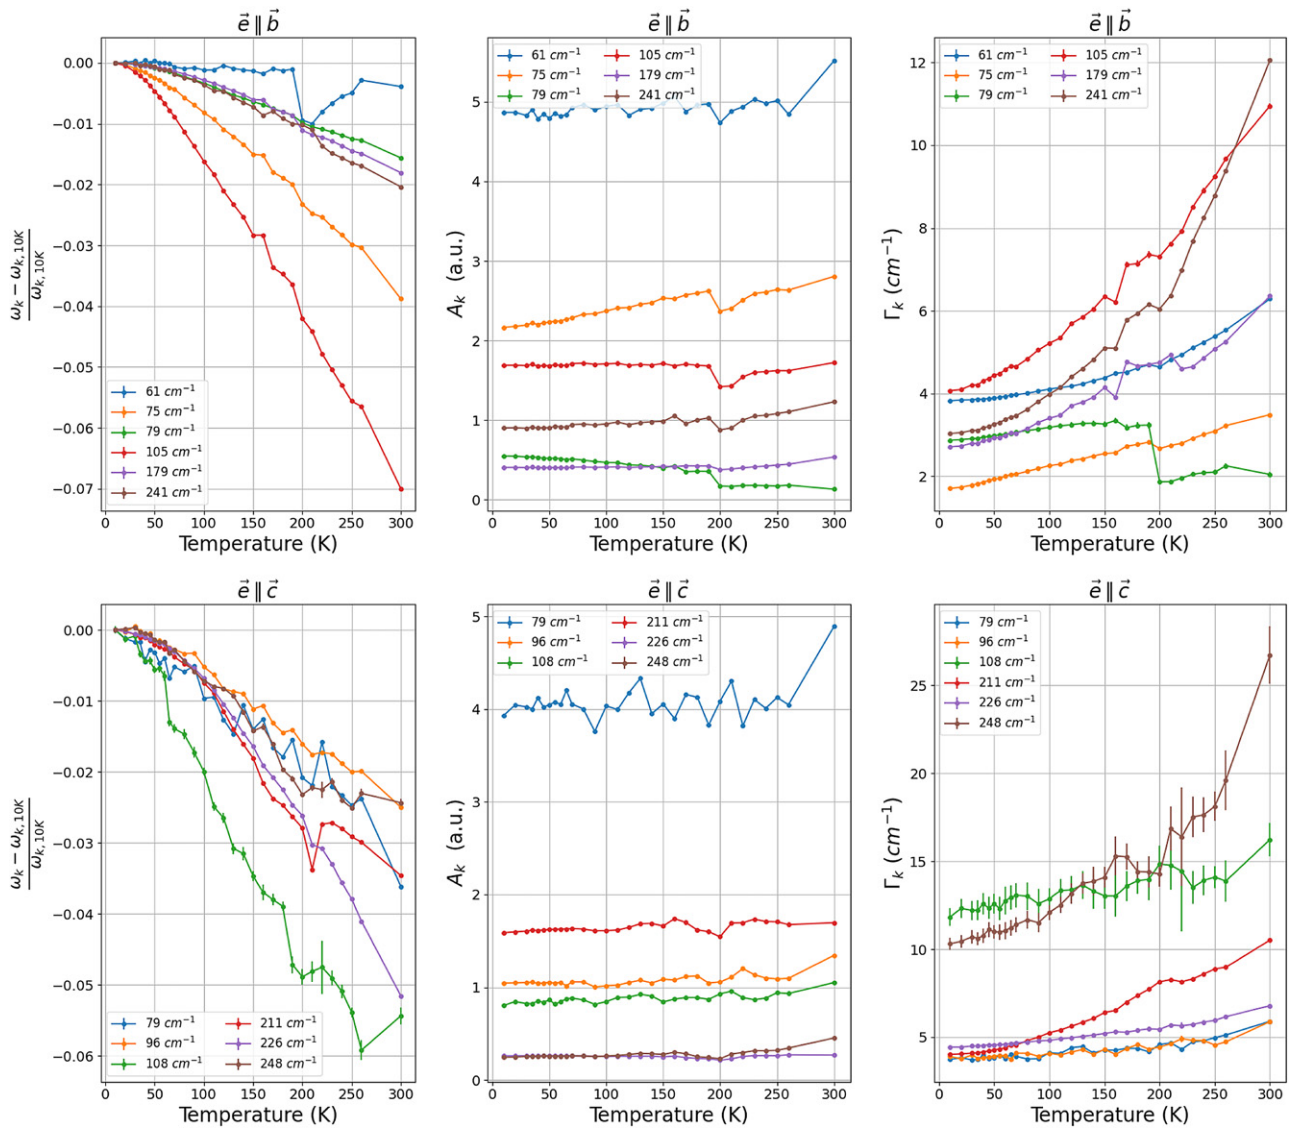 e⃗ ∥ b⃗
0.00
−0.01
−0.02
−0.03
−0.04
−0.05
−0.06
−0.07
ωₖ − ωₖ,₁₀K
ωₖ,₁₀K
61 cm⁻¹
75 cm⁻¹
79 cm⁻¹
105 cm⁻¹
179 cm⁻¹
241 cm⁻¹
0 50 100 150 200 250 300
Temperature (K)
e⃗ ∥ b⃗
61 cm⁻¹ 105 cm⁻¹
75 cm⁻¹ 179 cm⁻¹
79 cm⁻¹ 241 cm⁻¹
5
4
3
2
1
0
Aₖ (a.u.)
0 50 100 150 200 250 300
Temperature (K)
e⃗ ∥ b⃗
61 cm⁻¹ 105 cm⁻¹
75 cm⁻¹ 179 cm⁻¹
79 cm⁻¹ 241 cm⁻¹
12
10
8
6
4
2
Γₖ (cm⁻¹)
0 50 100 150 200 250 300
Temperature (K)
e⃗ ∥ c⃗
0.00
−0.01
−0.02
−0.03
−0.04
−0.05
−0.06
ωₖ − ωₖ,₁₀K
ωₖ,₁₀K
79 cm⁻¹ 211 cm⁻¹
96 cm⁻¹ 226 cm⁻¹
108 cm⁻¹ 248 cm⁻¹
0 50 100 150 200 250 300
Temperature (K)
e⃗ ∥ c⃗
79 cm⁻¹ 211 cm⁻¹
96 cm⁻¹ 226 cm⁻¹
108 cm⁻¹ 248 cm⁻¹
5
4
3
2
1
0
Aₖ (a.u.)
0 50 100 150 200 250 300
Temperature (K)
e⃗ ∥ c⃗
79 cm⁻¹
96 cm⁻¹
108 cm⁻¹
211 cm⁻¹
226 cm⁻¹
248 cm⁻¹
25
20
15
10
5
Γₖ (cm⁻¹)
0 50 100 150 200 250 300
Temperature (K)